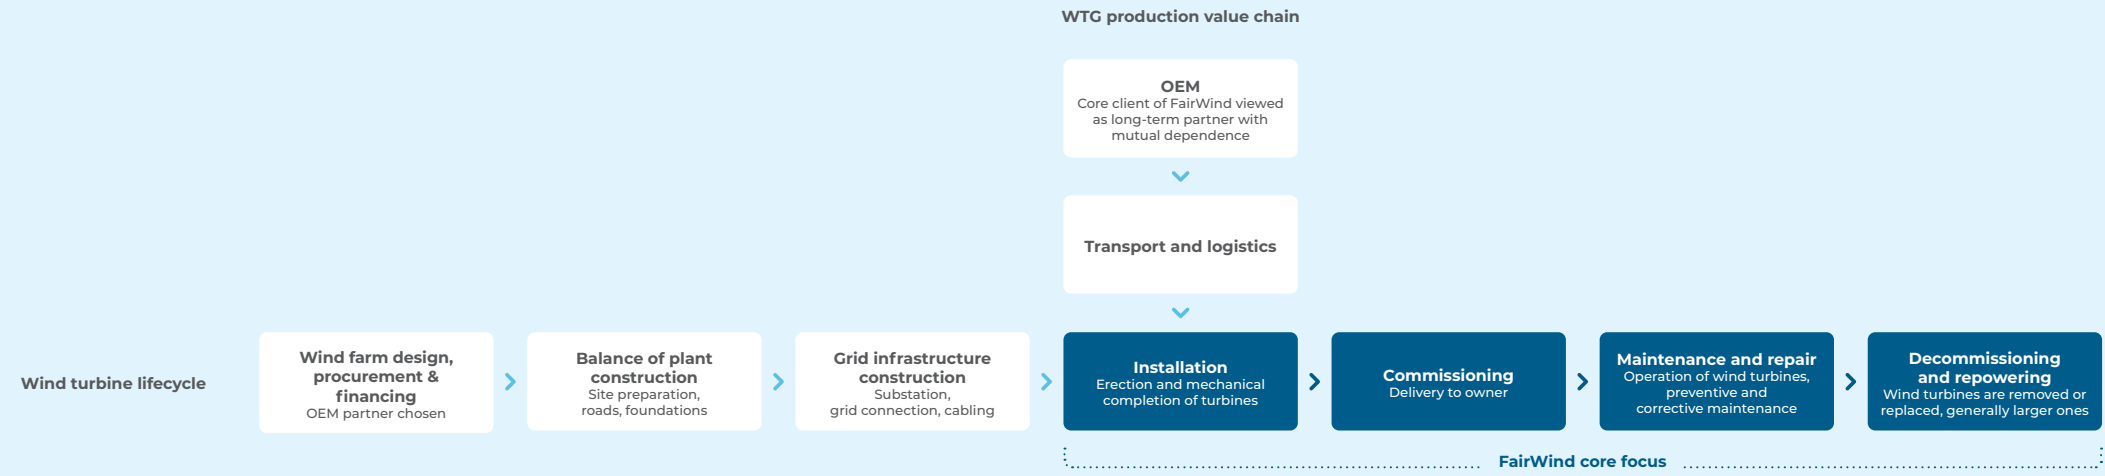 WTG production value chain
OEM
Core client of FairWind viewed
as long-term partner with
mutual dependence
Transport and logistics
Wind turbine lifecycle
Wind farm design,
procurement &
financing
OEM partner chosen
Balance of plant
construction
Site preparation,
roads, foundations
Grid infrastructure
construction
Substation,
grid connection, cabling
Installation
Erection and mechanical
completion of turbines
Commissioning
Delivery to owner
Maintenance and repair
Operation of wind turbines,
preventive and
corrective maintenance
Decommissioning
and repowering
Wind turbines are removed or
replaced, generally larger ones
FairWind core focus